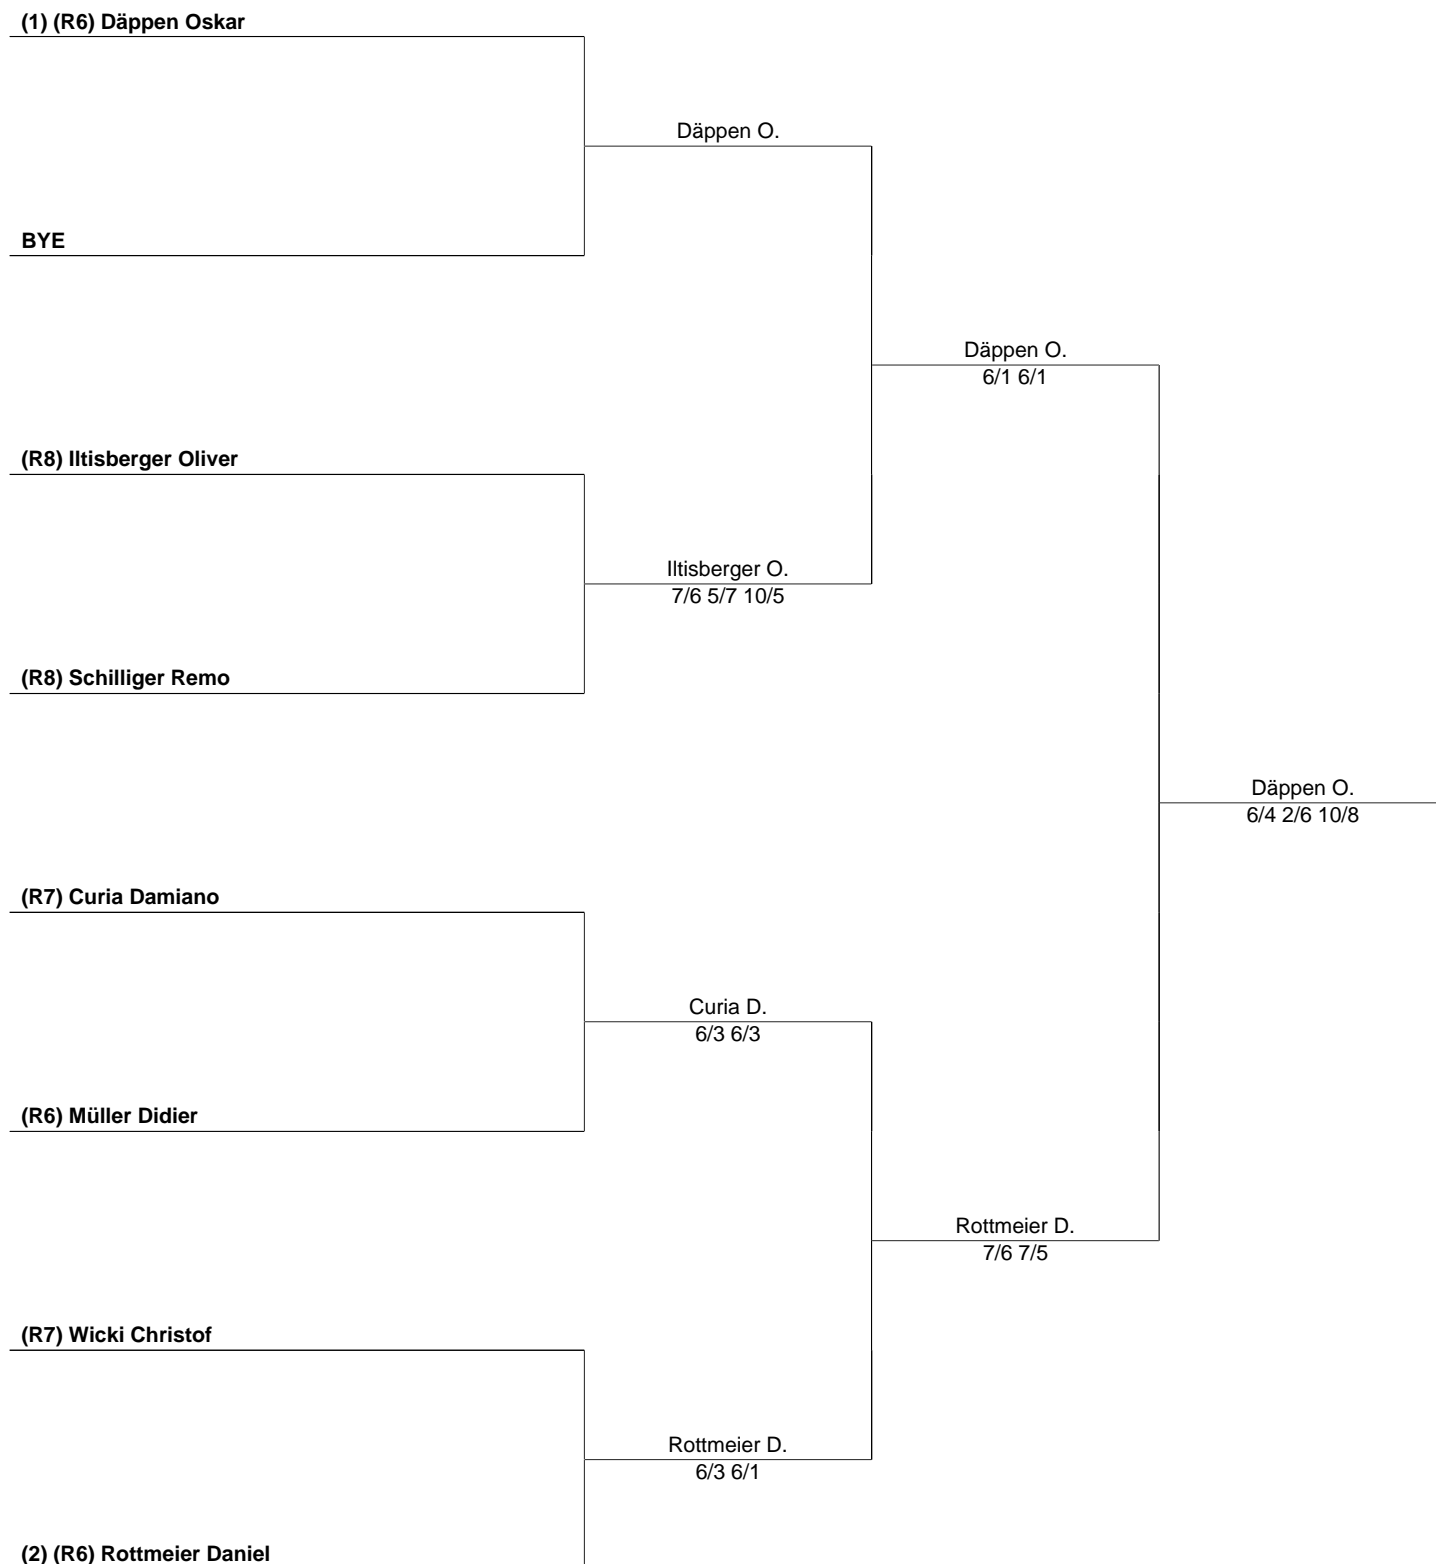 (1) (R6) Däppen Oskar
Däppen O.
BYE
Däppen O.
6/1 6/1
(R8) Iltisberger Oliver
Iltisberger O.
7/6 5/7 10/5
(R8) Schilliger Remo
Däppen O.
6/4 2/6 10/8
(R7) Curia Damiano
Curia D.
6/3 6/3
(R6) Müller Didier
Rottmeier D.
7/6 7/5
(R7) Wicki Christof
Rottmeier D.
6/3 6/1
(2) (R6) Rottmeier Daniel